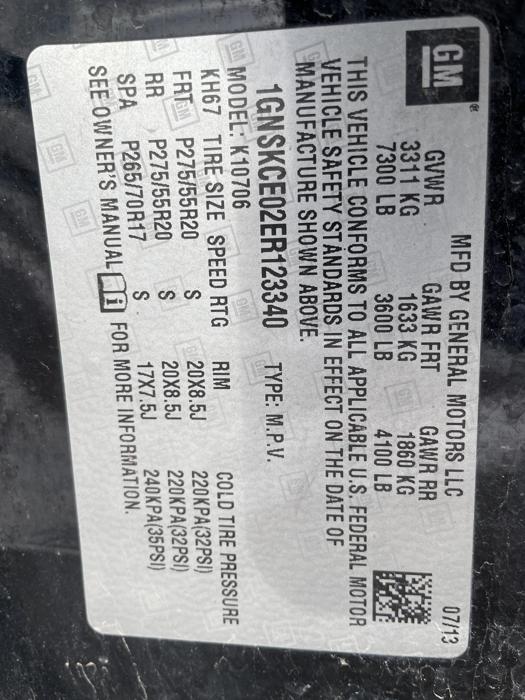 GM
MFD BY GENERAL MOTORS LLC 07/13
GVWR GAWR FRT GAWR RR
3311 KG 1633 KG 1860 KG
7300 LB 3600 LB 4100 LB
THIS VEHICLE CONFORMS TO ALL APPLICABLE U.S. FEDERAL MOTOR
VEHICLE SAFETY STANDARDS IN EFFECT ON THE DATE OF
MANUFACTURE SHOWN ABOVE.
1GNSKCE02ER123340 TYPE: M.P.V.
MODEL: K10706
KH67 TIRE SIZE SPEED RTG RIM COLD TIRE PRESSURE
FRT P275/55R20 S 20X8.5J 220KPA(32PSI)
RR P275/55R20 S 20X8.5J 220KPA(32PSI)
SPA P265/70R17 S 17X7.5J 240KPA(35PSI)
SEE OWNER'S MANUAL i FOR MORE INFORMATION.